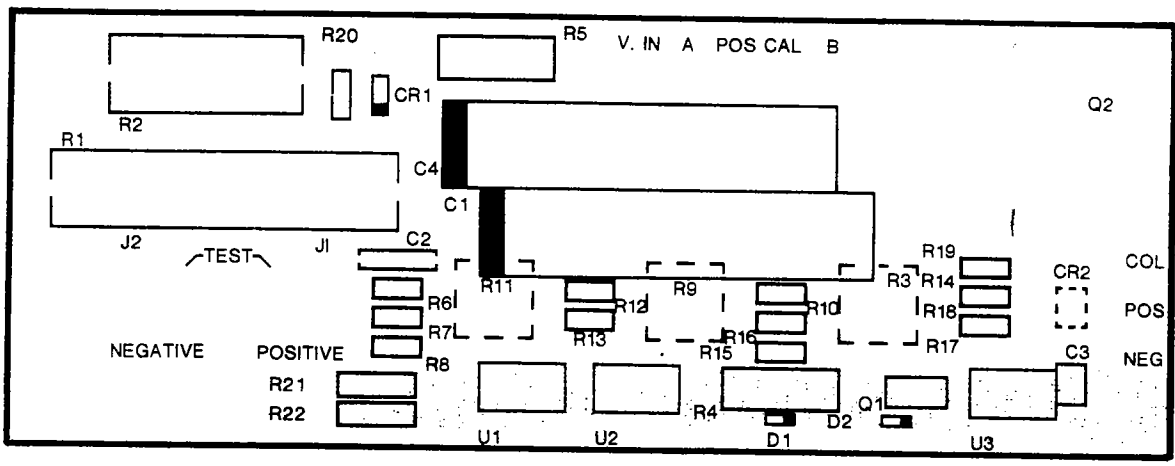 R20
R5
V. IN A POS CAL B
CR1
Q2
R2
R1
C4
C1
J2
JI
C2
TEST
R19
COL
R11
R9
R3
R14
CR2
R6
R12
R10
R18
POS
R7
R13
R16
R17
NEGATIVE
POSITIVE
R8
R15
C3
NEG
R21
R22
R4
Q1
D2
U1
U2
D1
U3